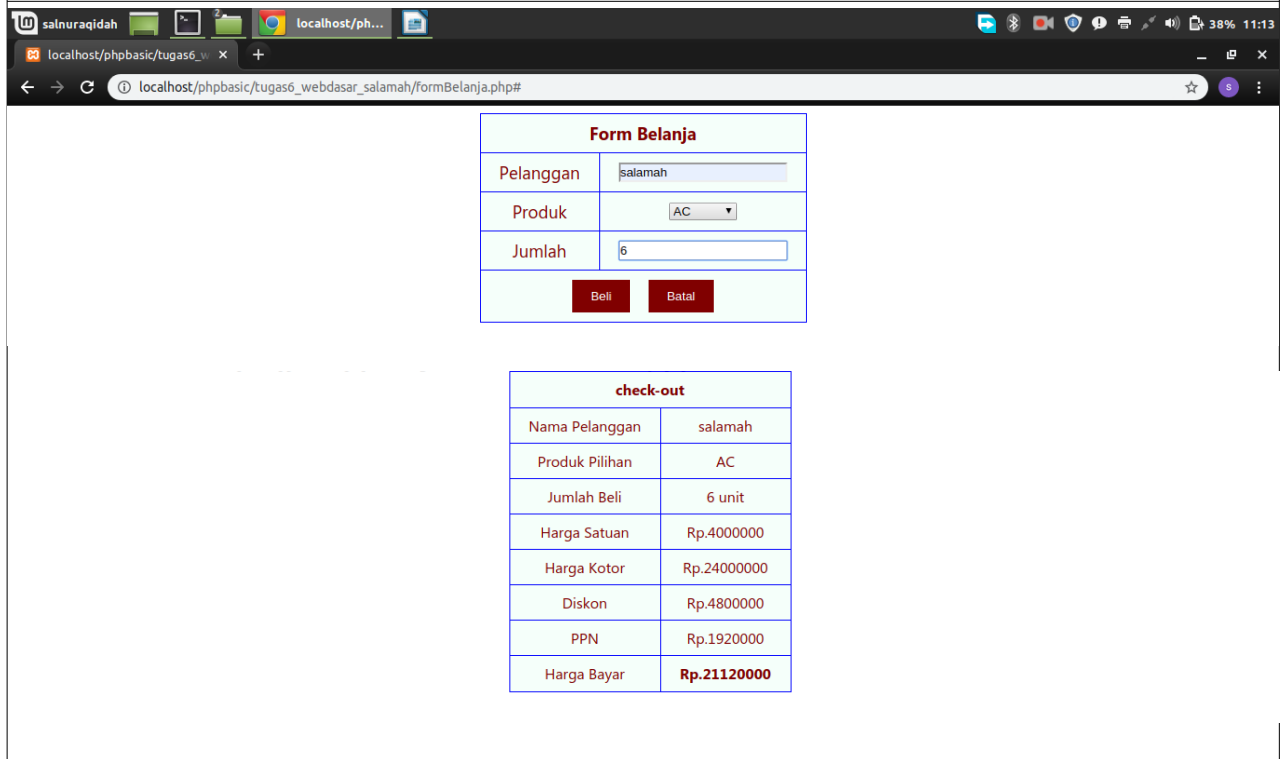 salnuraqidah 2 localhost/ph... 38% 11:13
localhost/phpbasic/tugas6_w
localhost/phpbasic/tugas6_webdasar_salamah/formBelanja.php# s
Form Belanja
Pelanggan salamah
Produk AC
Jumlah 6
Beli Batal
check-out
Nama Pelanggan salamah
Produk Pilihan AC
Jumlah Beli 6 unit
Harga Satuan Rp.4000000
Harga Kotor Rp.24000000
Diskon Rp.4800000
PPN Rp.1920000
Harga Bayar Rp.21120000